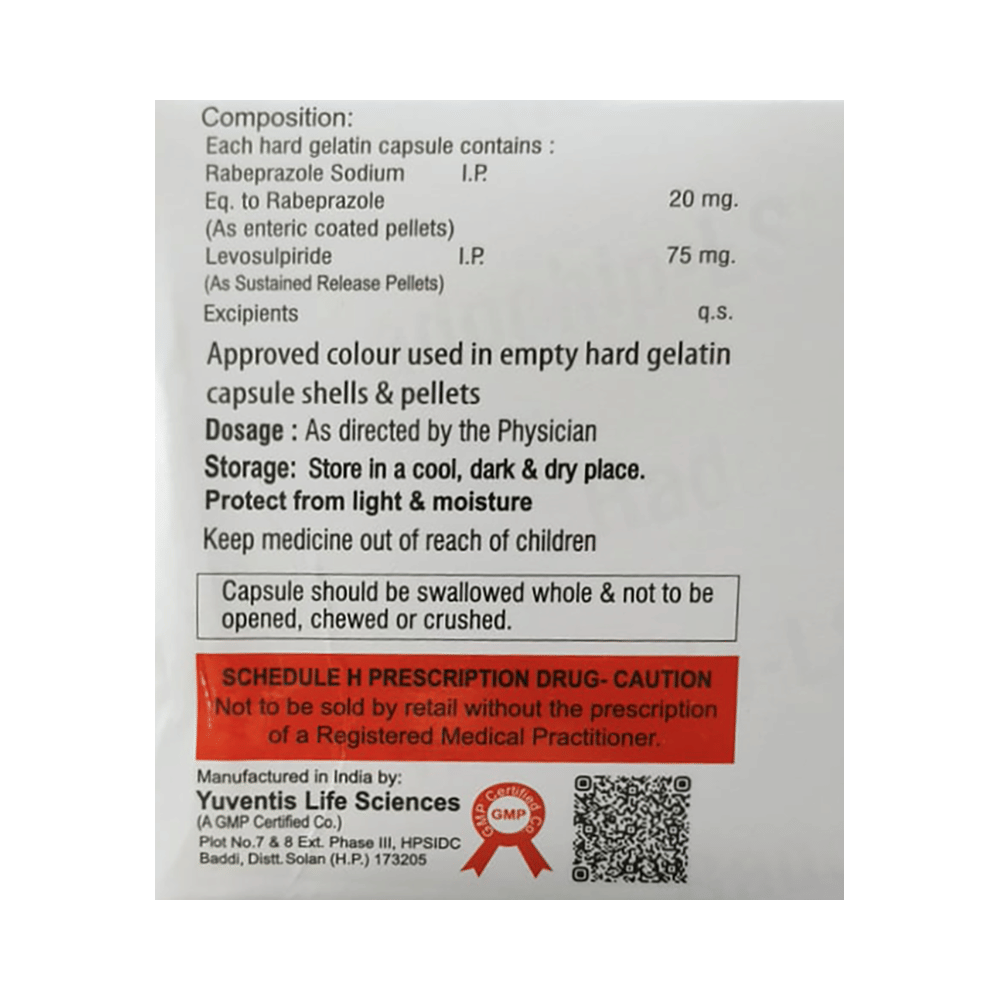 Composition:
Each hard gelatin capsule contains :
Rabeprazole Sodium I.P.
Eq. to Rabeprazole 20 mg.
(As enteric coated pellets)
Levosulpiride I.P. 75 mg.
(As Sustained Release Pellets)
Excipients q.s.
Approved colour used in empty hard gelatin
capsule shells & pellets
Dosage : As directed by the Physician
Storage: Store in a cool, dark & dry place.
Protect from light & moisture
Keep medicine out of reach of children
Capsule should be swallowed whole & not to be
opened, chewed or crushed.
SCHEDULE H PRESCRIPTION DRUG- CAUTION
Not to be sold by retail without the prescription
of a Registered Medical Practitioner.
Manufactured in India by:
Yuventis Life Sciences
(A GMP Certified Co.)
Plot No.7 & 8 Ext. Phase III, HPSIDC
Baddi, Distt. Solan (H.P.) 173205
GMP Certified Co
GMP